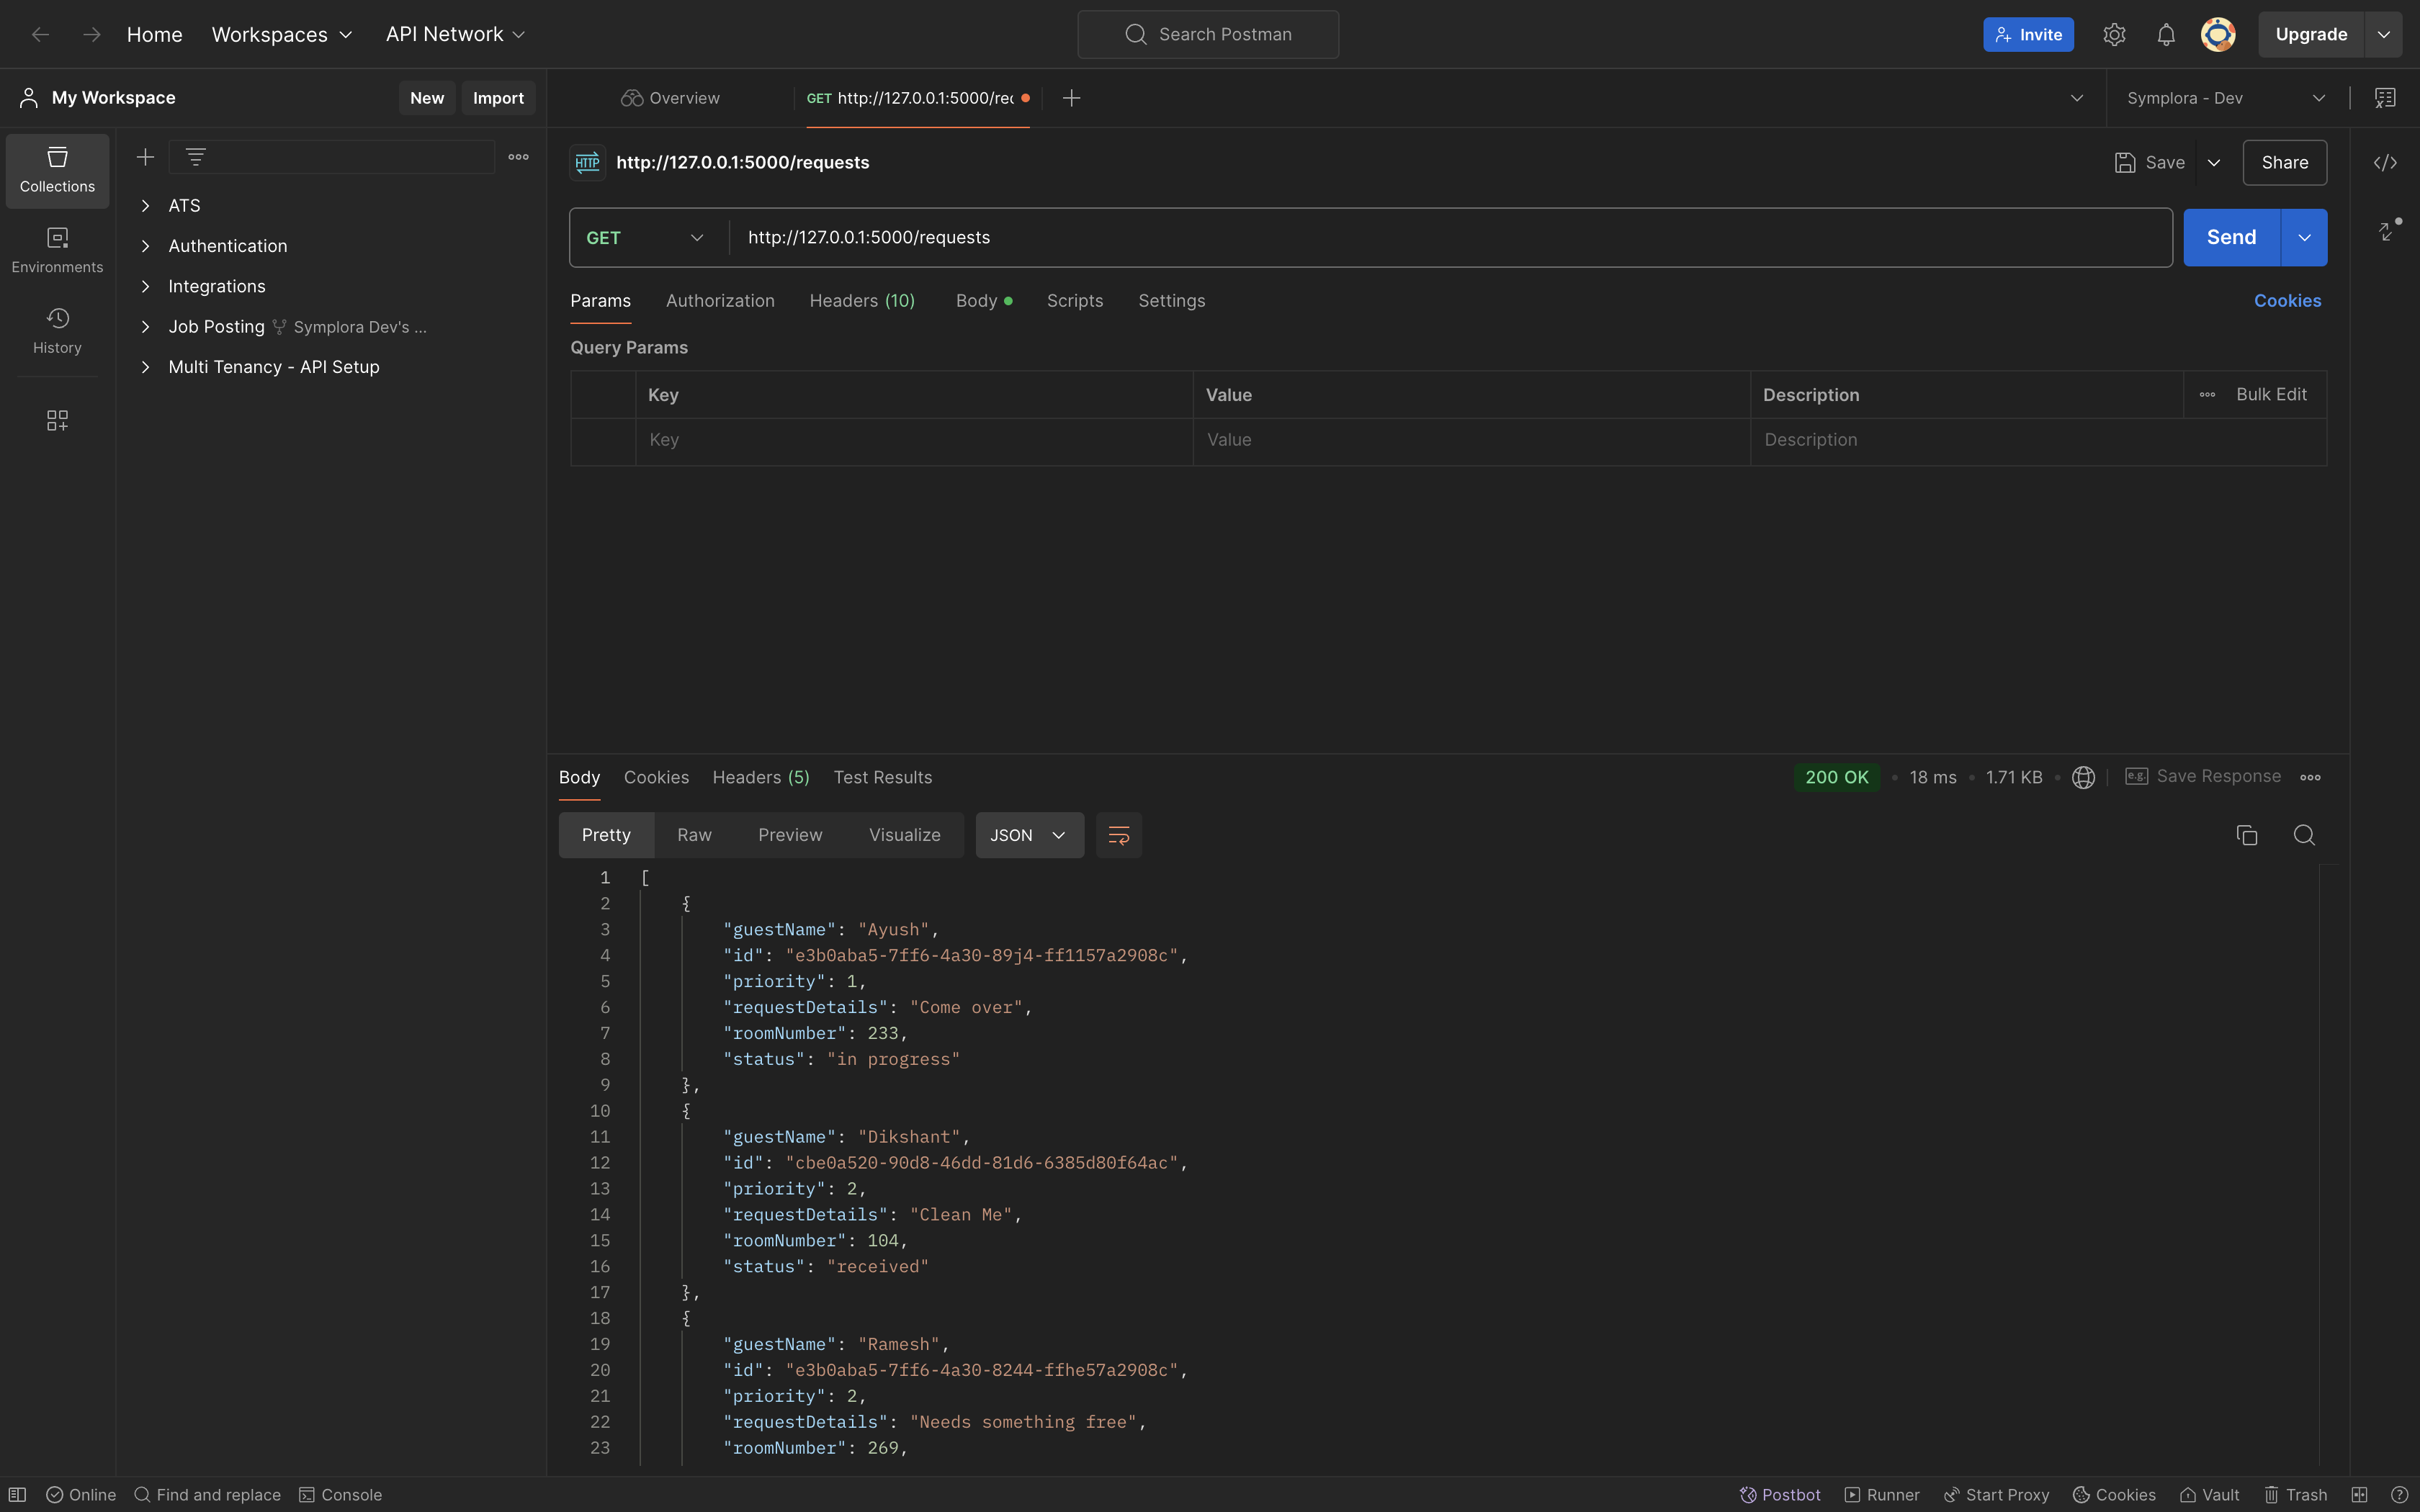 Home Workspaces API Network Search Postman Invite Upgrade
My Workspace New Import Overview GET http://127.0.0.1:5000/rec Symplora - Dev
Collections
Environments
History
ATS
Authentication
Integrations
Job Posting Symplora Dev's ...
Multi Tenancy - API Setup
HTTP http://127.0.0.1:5000/requests Save Share
GET http://127.0.0.1:5000/requests Send
Params Authorization Headers (10) Body Scripts Settings Cookies
Query Params
Key Value Description Bulk Edit
Key Value Description
Body Cookies Headers (5) Test Results 200 OK 18 ms 1.71 KB e.g. Save Response
Pretty Raw Preview Visualize JSON
1 [
2 {
3 "guestName": "Ayush",
4 "id": "e3b0aba5-7ff6-4a30-89j4-ff1157a2908c",
5 "priority": 1,
6 "requestDetails": "Come over",
7 "roomNumber": 233,
8 "status": "in progress"
9 },
10 {
11 "guestName": "Dikshant",
12 "id": "cbe0a520-90d8-46dd-81d6-6385d80f64ac",
13 "priority": 2,
14 "requestDetails": "Clean Me",
15 "roomNumber": 104,
16 "status": "received"
17 },
18 {
19 "guestName": "Ramesh",
20 "id": "e3b0aba5-7ff6-4a30-8244-ffhe57a2908c",
21 "priority": 2,
22 "requestDetails": "Needs something free",
23 "roomNumber": 269,
Online Find and replace Console Postbot Runner Start Proxy Cookies Vault Trash